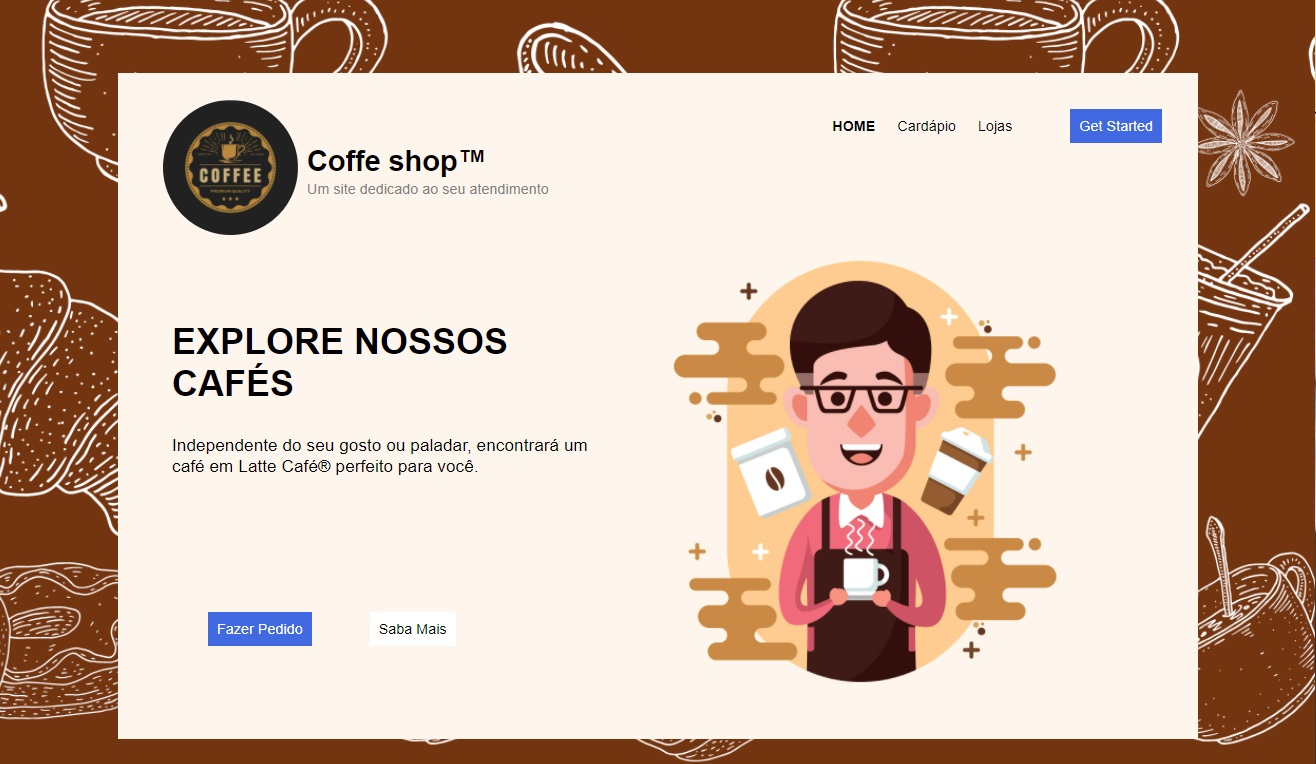 COFFEE
PREMIUM QUALITY
Coffe shop™
Um site dedicado ao seu atendimento
HOME Cardápio Lojas Get Started
EXPLORE NOSSOS
CAFÉS
Independente do seu gosto ou paladar, encontrará um
café em Latte Café® perfeito para você.
Fazer Pedido Saba Mais